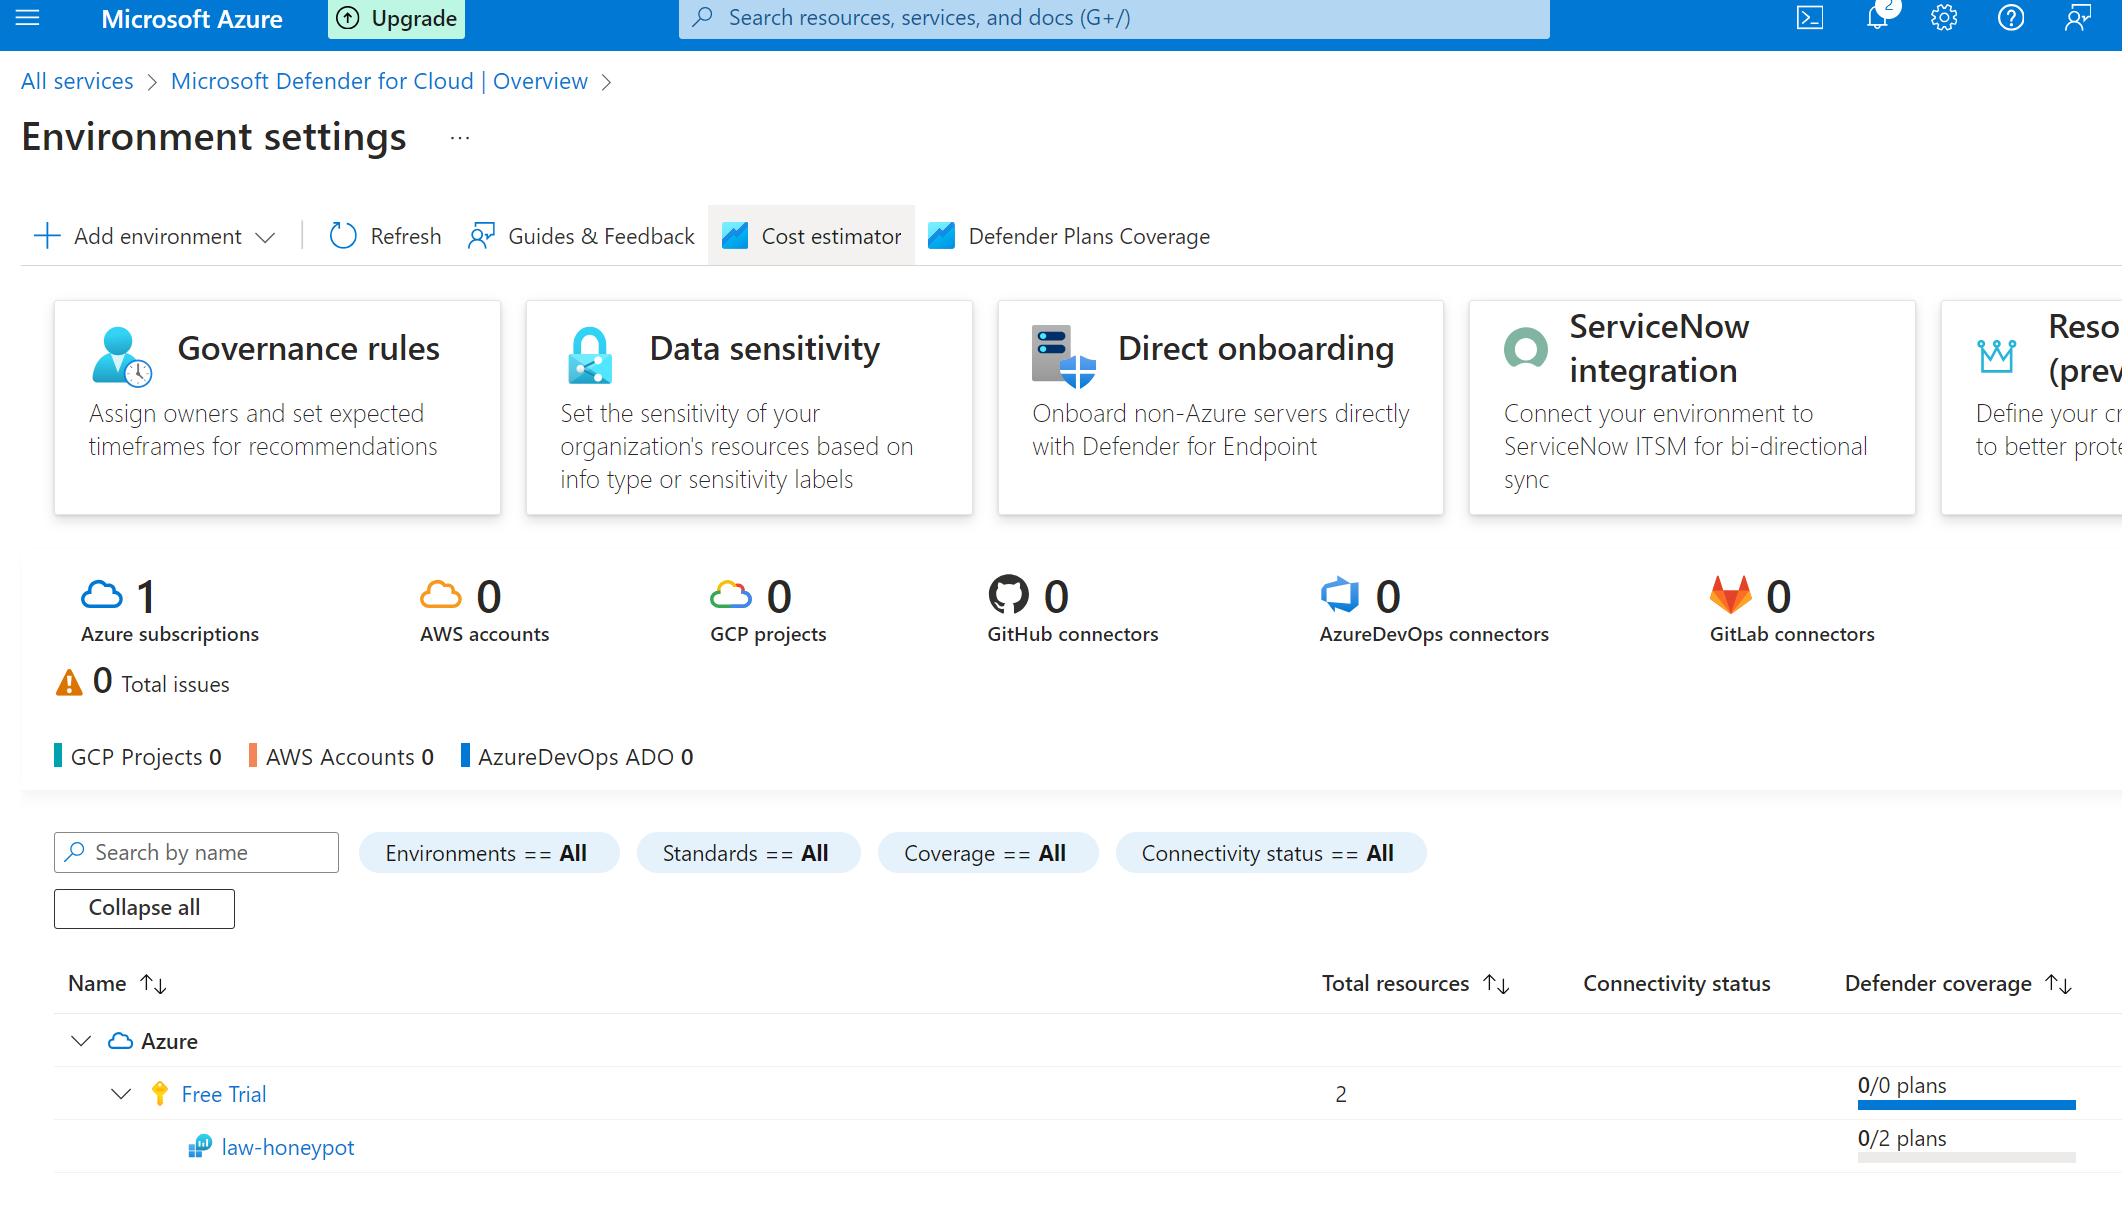 Microsoft Azure
Upgrade
Search resources, services, and docs (G+/)
2
All services > Microsoft Defender for Cloud | Overview >
Environment settings ...
Add environment
Refresh
Guides & Feedback
Cost estimator
Defender Plans Coverage
Governance rules
Assign owners and set expected
timeframes for recommendations
Data sensitivity
Set the sensitivity of your
organization's resources based on
info type or sensitivity labels
Direct onboarding
Onboard non-Azure servers directly
with Defender for Endpoint
ServiceNow
integration
Connect your environment to
ServiceNow ITSM for bi-directional
sync
Reso
(prev
Define your cr
to better prote
1
Azure subscriptions
0
AWS accounts
0
GCP projects
0
GitHub connectors
0
AzureDevOps connectors
0
GitLab connectors
0 Total issues
GCP Projects 0
AWS Accounts 0
AzureDevOps ADO 0
Search by name
Environments == All
Standards == All
Coverage == All
Connectivity status == All
Collapse all
Name ↑↓
Total resources ↑↓
Connectivity status
Defender coverage ↑↓
Azure
Free Trial
2
0/0 plans
law-honeypot
0/2 plans